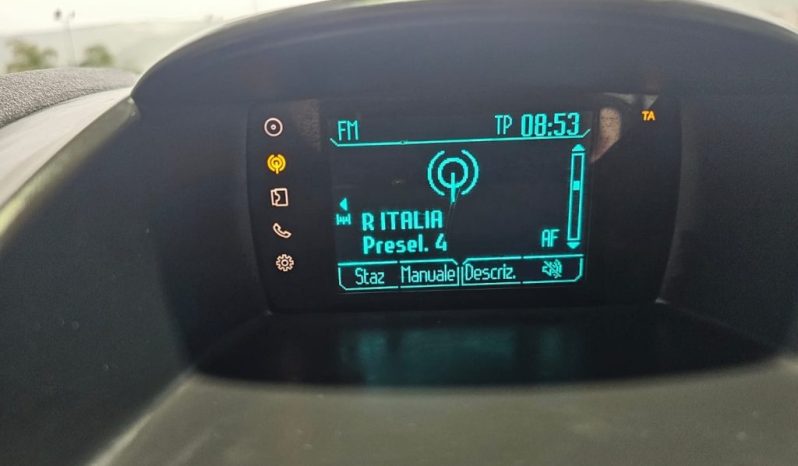 FM TP 08:53 TA
R ITALIA
Presel. 4 AF
Staz Manuale Descriz.